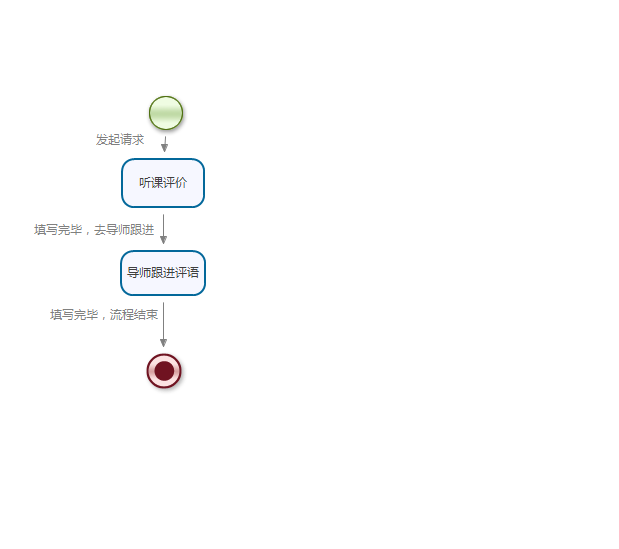 发起请求
听课评价
填写完毕，去导师跟进
导师跟进评语
填写完毕，流程结束